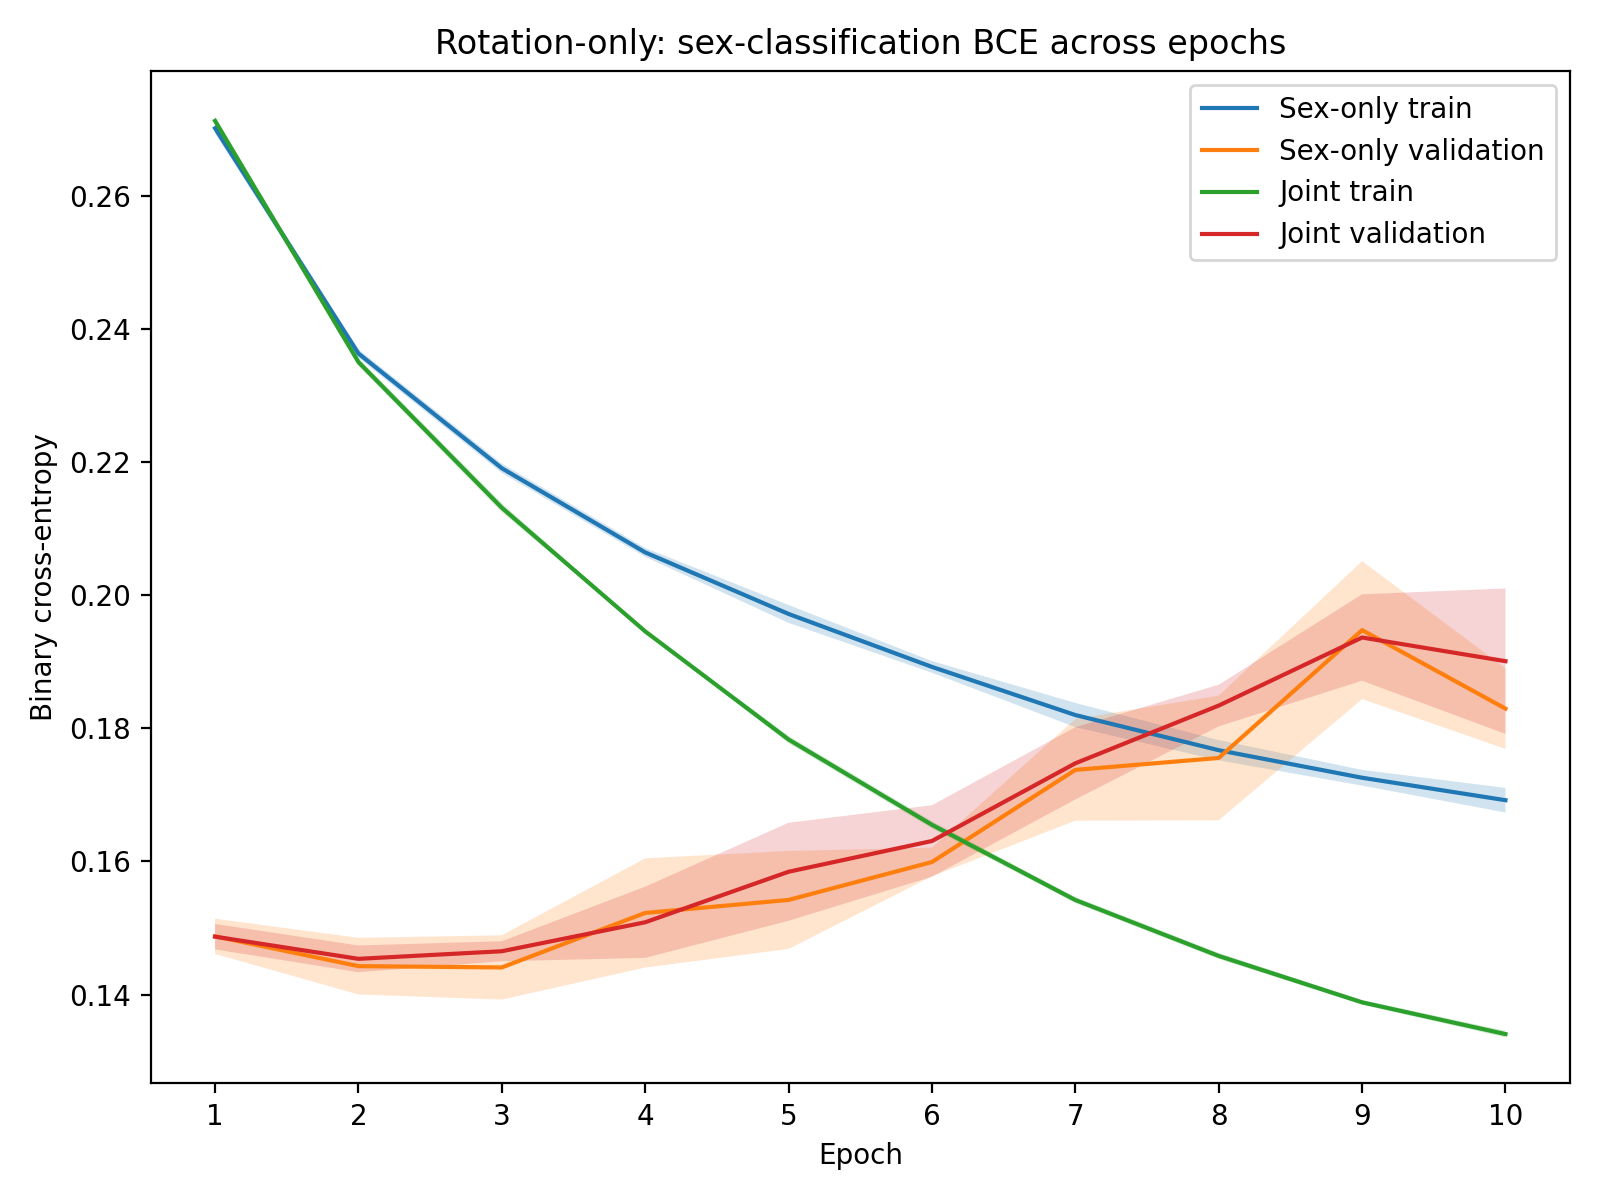 Rotation-only: sex-classification BCE across epochs
Sex-only train
Sex-only validation
Joint train
Joint validation
Binary cross-entropy
0.26
0.24
0.22
0.20
0.18
0.16
0.14
1 2 3 4 5 6 7 8 9 10
Epoch